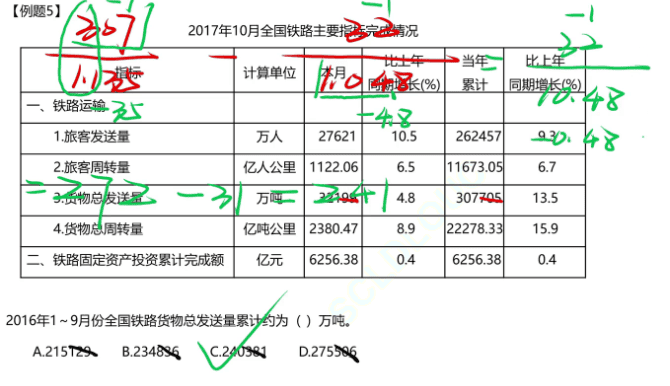 【例题5】
2017年10月全国铁路主要指标完成情况
指标 计算单位 本月 比上年同期增长(%) 当年累计 比上年同期增长(%)
一、铁路运输
1.旅客发送量 万人 27621 10.5 262457 9.3
2.旅客周转量 亿人公里 1122.06 6.5 11673.05 6.7
3.货物总发送量 万吨 32199 4.8 307705 13.5
4.货物总周转量 亿吨公里 2380.47 8.9 22278.33 15.9
二、铁路固定资产投资累计完成额 亿元 6256.38 0.4 6256.38 0.4
307 - 32 = -1
1.135 1.048 32
-35 -48 10.48
-0.48
= 272 - 31 = 241
2016年1～9月份全国铁路货物总发送量累计约为（ ）万吨。
A.215129 B.234836 C.240381 D.275506